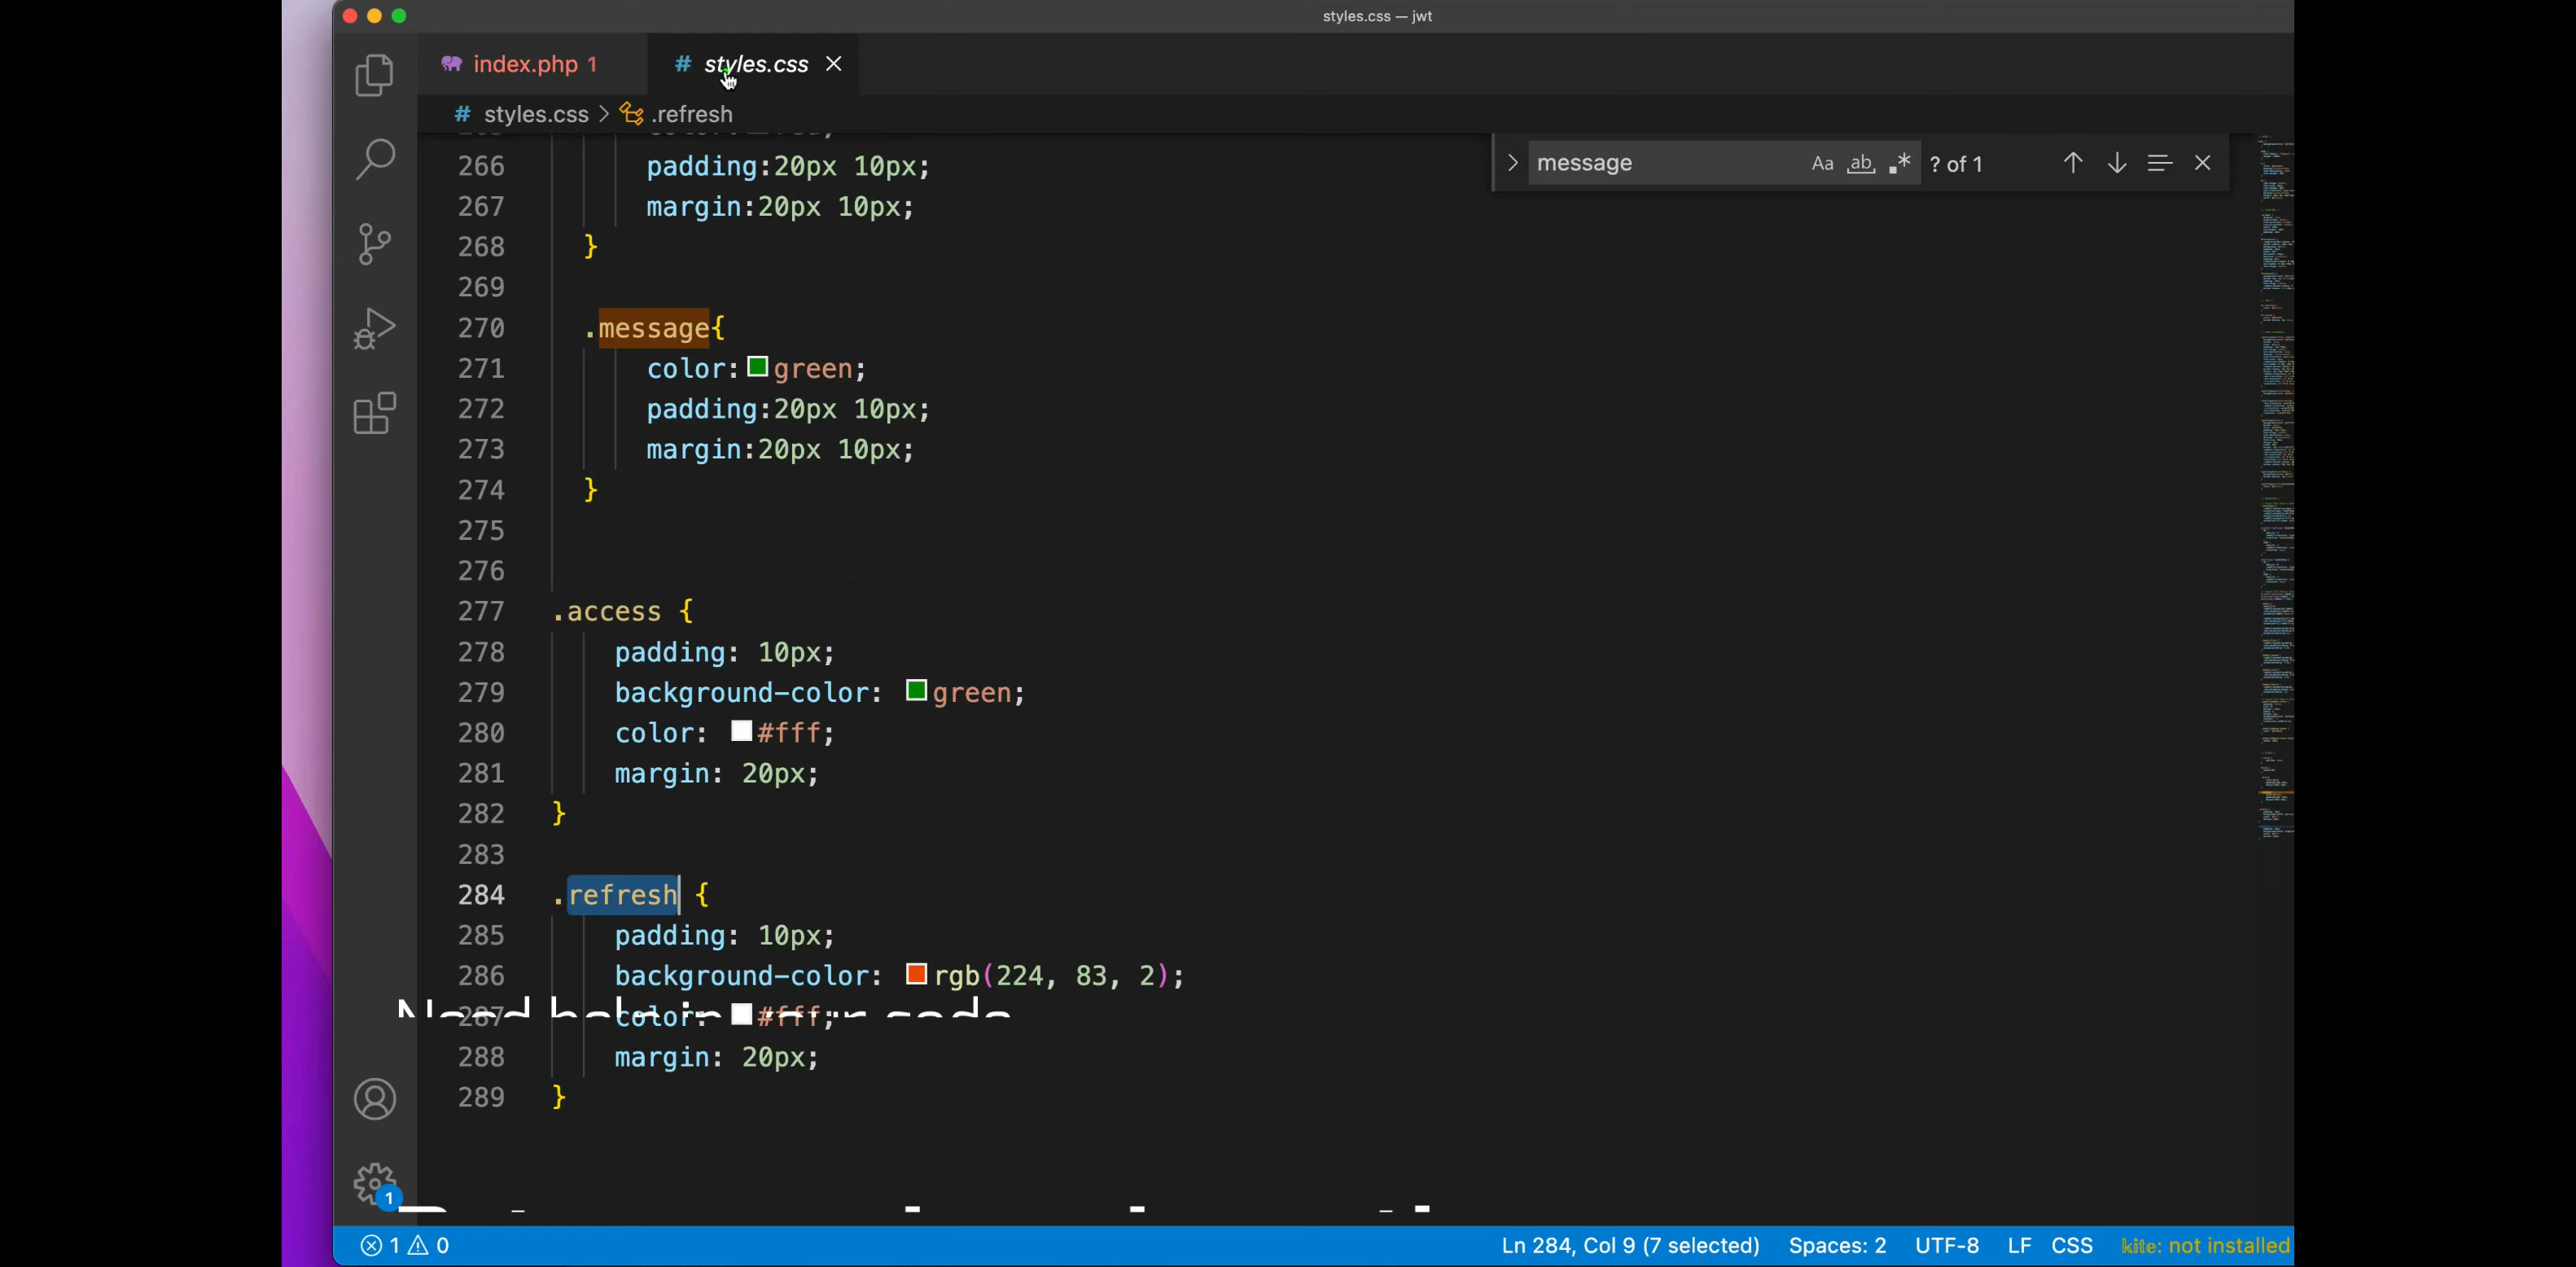 styles.css — jwt
index.php 1
# styles.css
# styles.css > .refresh
message Aa ab ? of 1
266 padding:20px 10px;
267 margin:20px 10px;
268 }
269
270 .message{
271 color:green;
272 padding:20px 10px;
273 margin:20px 10px;
274 }
275
276
277 .access {
278 padding: 10px;
279 background-color: green;
280 color: #fff;
281 margin: 20px;
282 }
283
284 .refresh {
285 padding: 10px;
286 background-color: rgb(224, 83, 2);
287 color: #fff;
288 margin: 20px;
289 }
1
1 0 Ln 284, Col 9 (7 selected) Spaces: 2 UTF-8 LF CSS kite: not installed